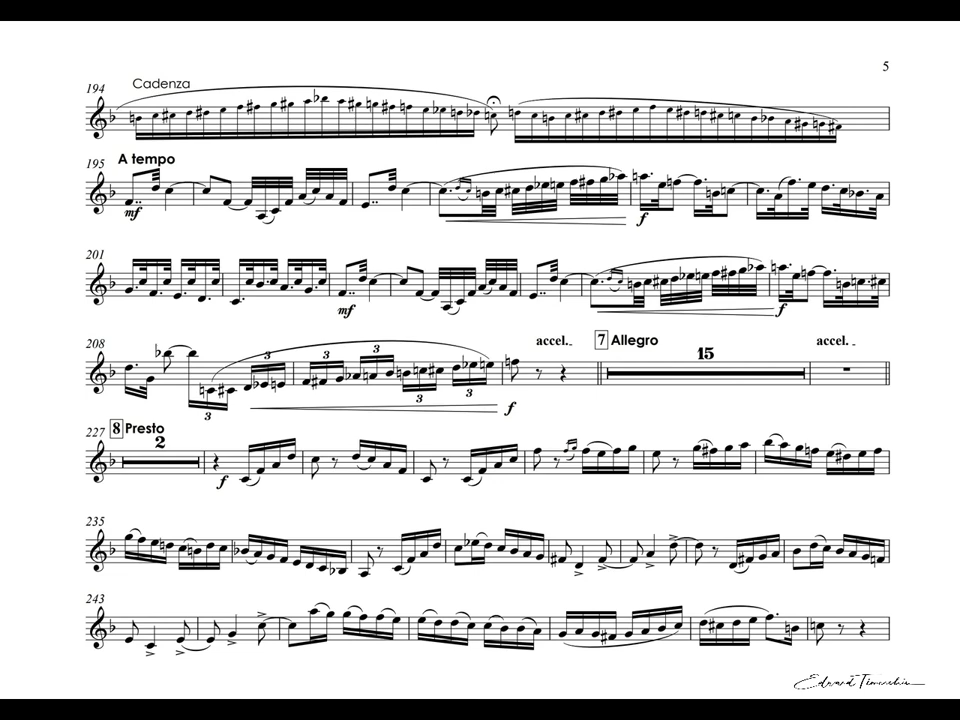 5
194 Cadenza
195 A tempo
mf
f
201
mf
f
208 accel. 7 Allegro 15 accel.
3 3 3 3 3 3
f
227 8 Presto 2
f
235
243